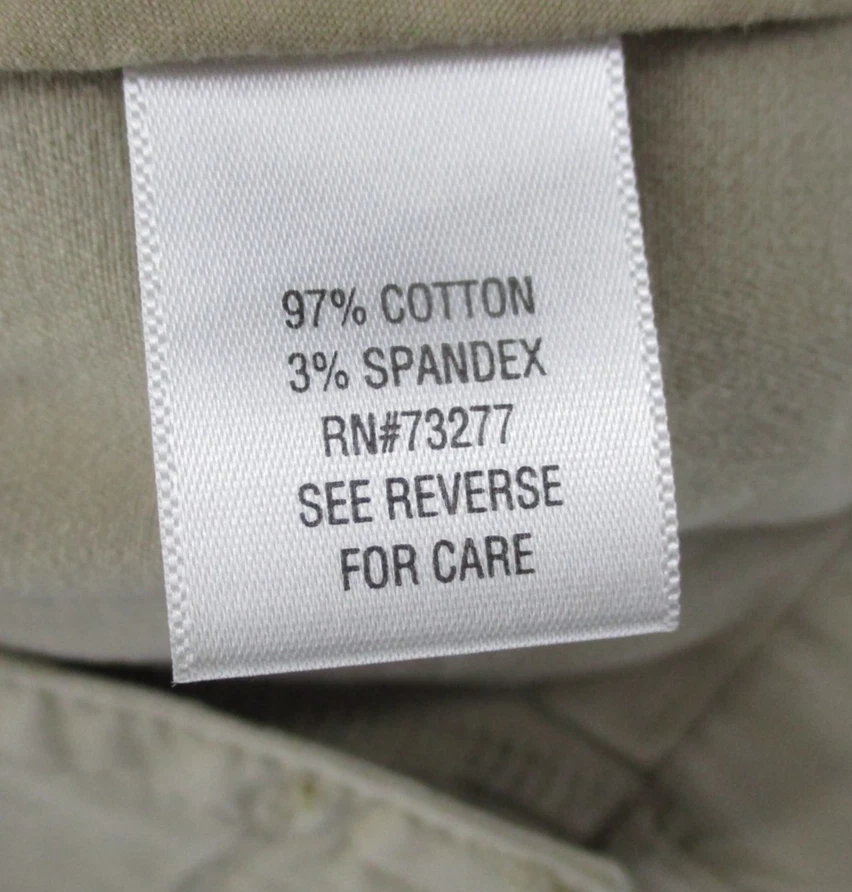 97% COTTON
3% SPANDEX
RN#73277
SEE REVERSE
FOR CARE